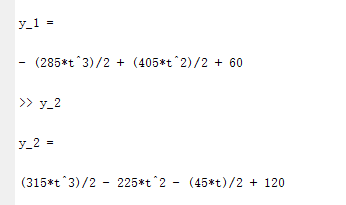 y_1 =
- (285*t^3)/2 + (405*t^2)/2 + 60
>> y_2
y_2 =
(315*t^3)/2 - 225*t^2 - (45*t)/2 + 120